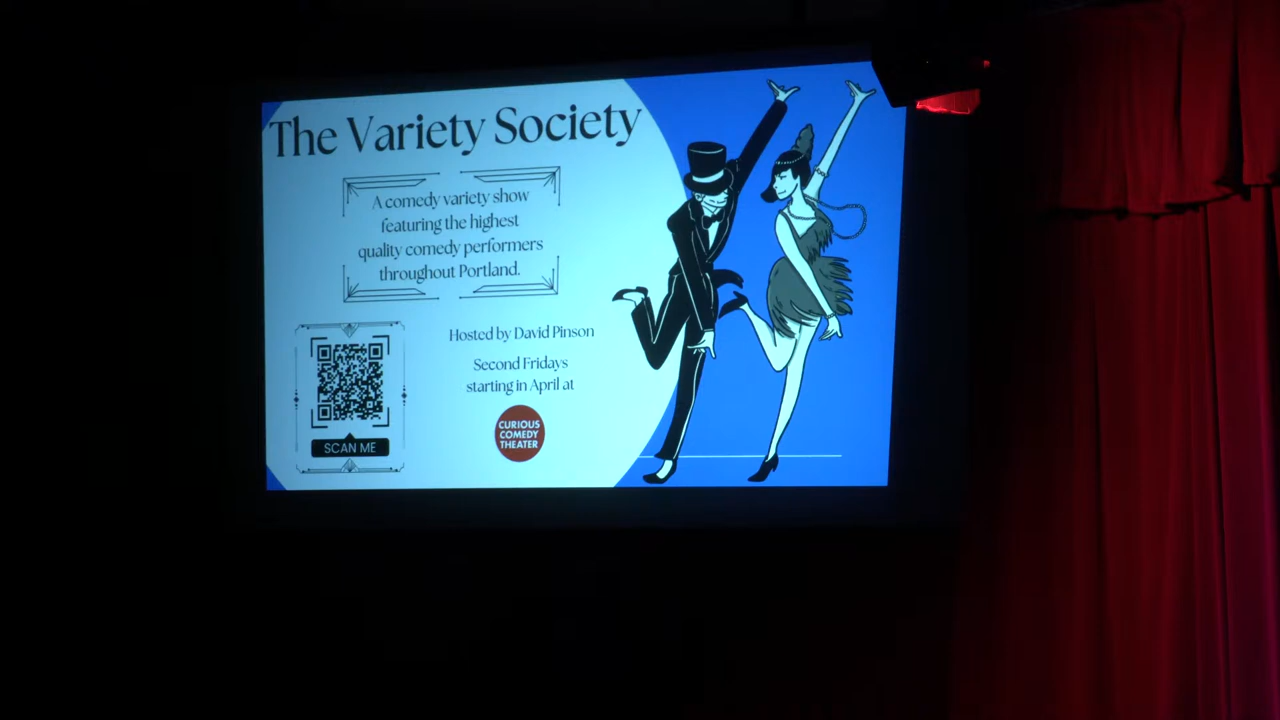 The Variety Society
A comedy variety show
featuring the highest
quality comedy performers
throughout Portland.
Hosted by David Pinson
Second Fridays
starting in April at
CURIOUS
COMEDY
THEATER
SCAN ME